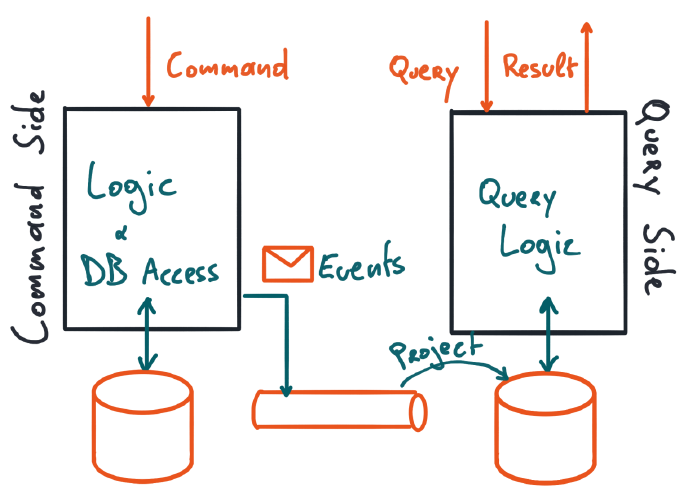 Command
Query
Result
Command Side
Logic
&
DB Access
Events
Query
Logic
Query Side
Project